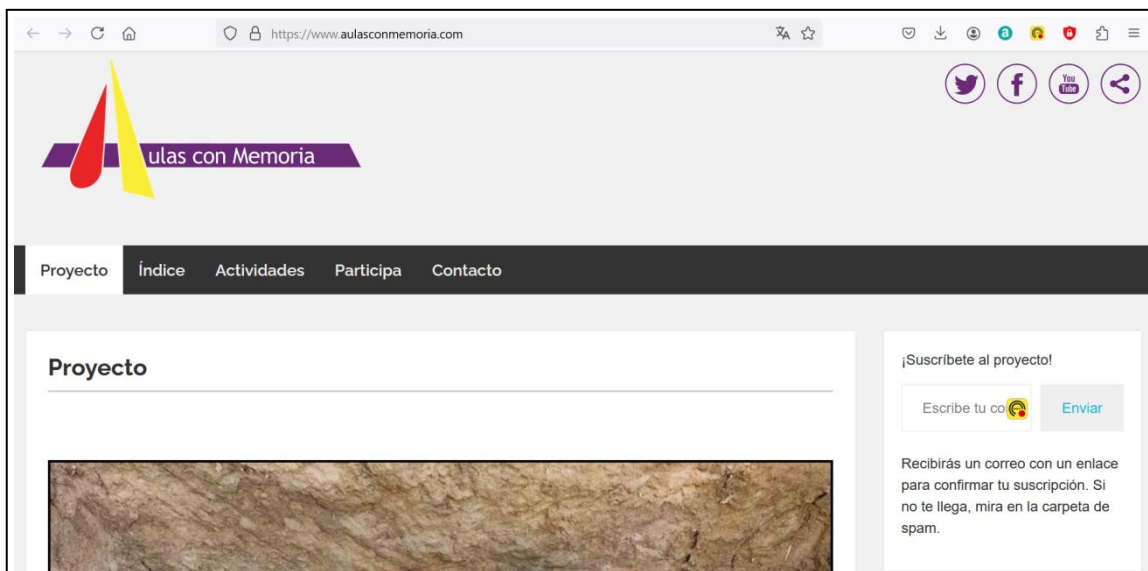 https://www.aulasconmemoria.com
You
Tube
ulas con Memoria
Proyecto Índice Actividades Participa Contacto
Proyecto
¡Suscríbete al proyecto!
Escribe tu co Enviar
Recibirás un correo con un enlace
para confirmar tu suscripción. Si
no te llega, mira en la carpeta de
spam.